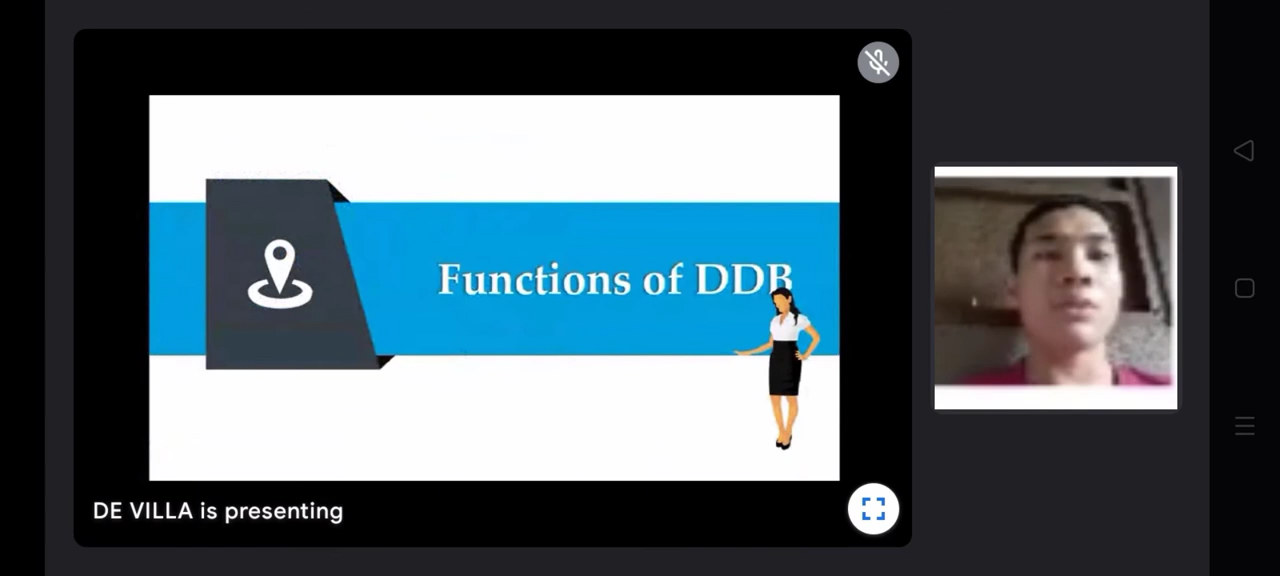 Functions of DDB
DE VILLA is presenting